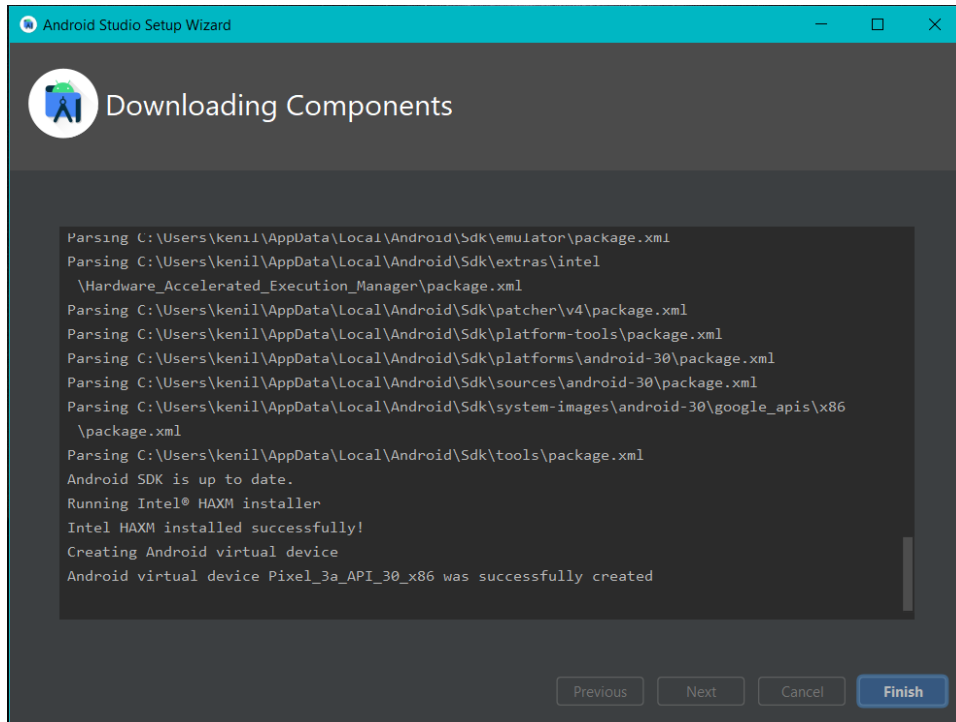 Android Studio Setup Wizard
Downloading Components
Parsing C:\Users\kenil\AppData\Local\Android\Sdk\emulator\package.xml
Parsing C:\Users\kenil\AppData\Local\Android\Sdk\extras\intel
\Hardware_Accelerated_Execution_Manager\package.xml
Parsing C:\Users\kenil\AppData\Local\Android\Sdk\patcher\v4\package.xml
Parsing C:\Users\kenil\AppData\Local\Android\Sdk\platform-tools\package.xml
Parsing C:\Users\kenil\AppData\Local\Android\Sdk\platforms\android-30\package.xml
Parsing C:\Users\kenil\AppData\Local\Android\Sdk\sources\android-30\package.xml
Parsing C:\Users\kenil\AppData\Local\Android\Sdk\system-images\android-30\google_apis\x86
\package.xml
Parsing C:\Users\kenil\AppData\Local\Android\Sdk\tools\package.xml
Android SDK is up to date.
Running Intel® HAXM installer
Intel HAXM installed successfully!
Creating Android virtual device
Android virtual device Pixel_3a_API_30_x86 was successfully created
Previous Next Cancel Finish